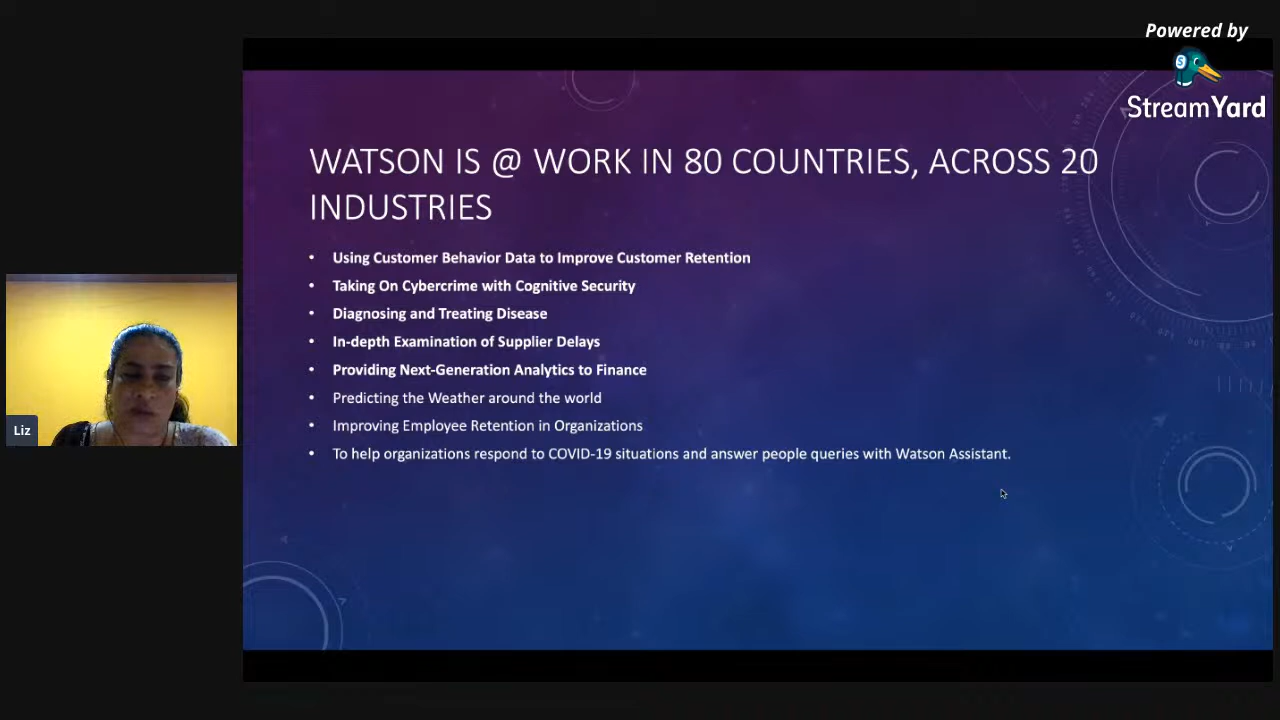 Powered by
StreamYard
WATSON IS @ WORK IN 80 COUNTRIES, ACROSS 20
INDUSTRIES
• Using Customer Behavior Data to Improve Customer Retention
• Taking On Cybercrime with Cognitive Security
• Diagnosing and Treating Disease
• In-depth Examination of Supplier Delays
• Providing Next-Generation Analytics to Finance
• Predicting the Weather around the world
• Improving Employee Retention in Organizations
• To help organizations respond to COVID-19 situations and answer people queries with Watson Assistant.
Liz